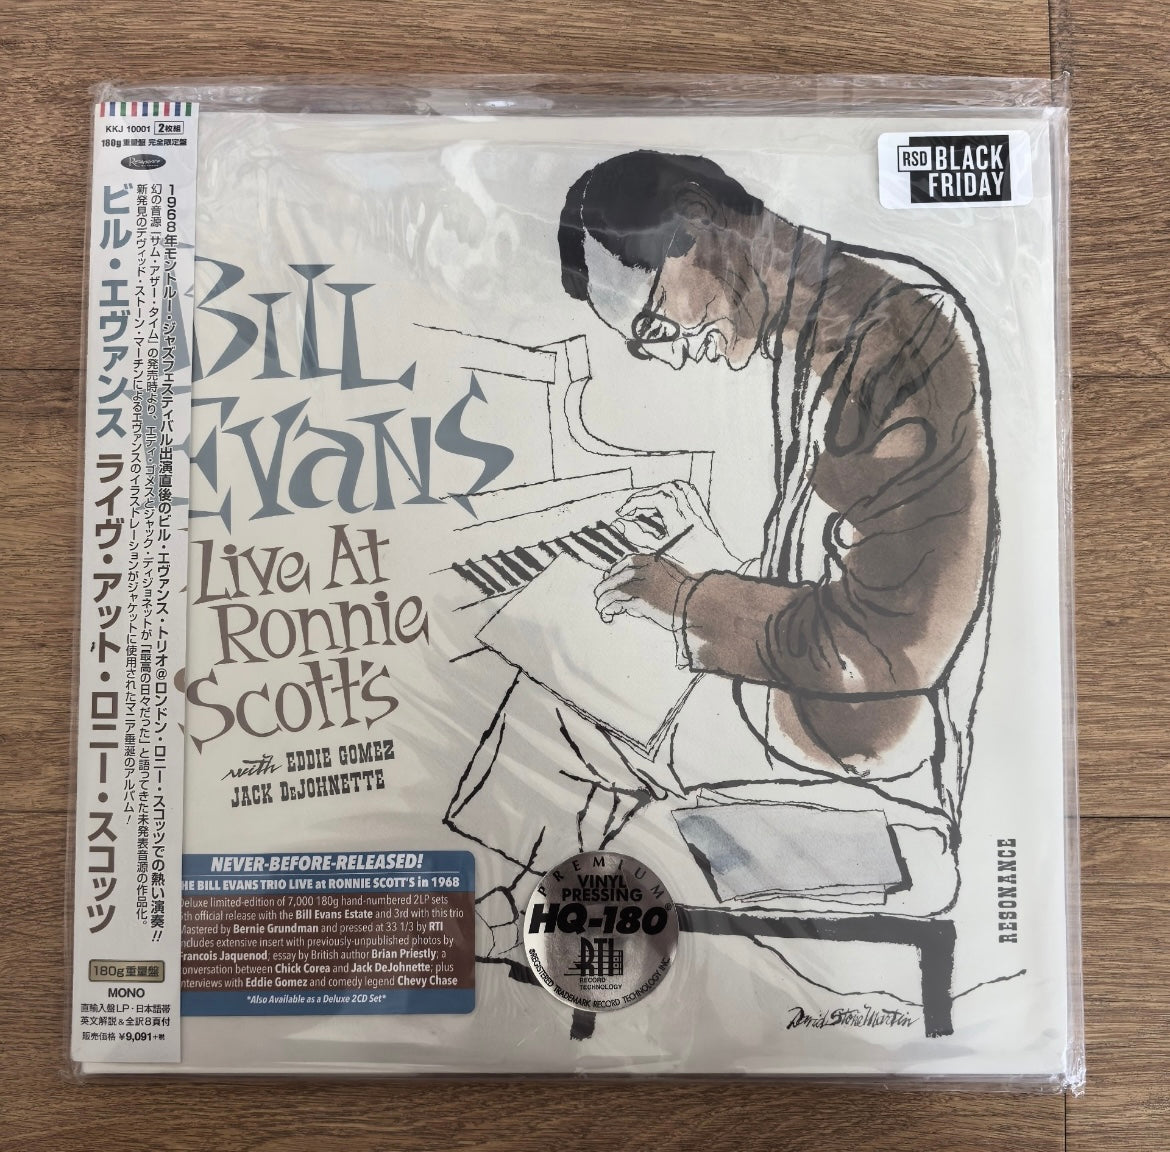 KKJ 10001 2枚組
180g 重量盤 完全限定盤
Resonance
1968年モントルー・ジャズフェスティバル出演直後のビル・エヴァンス・トリオ@ロンドン・ロニー・スコッツでの熱い演奏!!
幻の音源「サム・アザー・タイム」の発売時より、エディ・ゴメスとジャック・ディジョネットが「最高の日々だった」と語ってきた未発表音源の作品化。
新発見のデヴィッド・ストーン・マーチンによるエヴァンスのイラストレーションがジャケットに使用されたマニア垂涎のアルバム!
ビル・エヴァンス ライヴ・アット・ロニー・スコッツ
180g重量盤
MONO
直輸入盤LP・日本語帯
英文解説&全訳8頁付
販売価格 ¥9,091+税
RSD BLACK
FRIDAY
BILL
EVANS
Live At
Ronnie
Scott's
with EDDIE GOMEZ
JACK DeJOHNETTE
NEVER-BEFORE-RELEASED!
HE BILL EVANS TRIO LIVE at RONNIE SCOTT'S in 1968
Deluxe limited-edition of 7,000 180g hand-numbered 2LP sets
th official release with the Bill Evans Estate and 3rd with this trio
Mastered by Bernie Grundman and pressed at 33 1/3 by RTI
ncludes extensive insert with previously-unpublished photos by
Francois Jaquenod; essay by British author Brian Priestly; a
onversation between Chick Corea and Jack DeJohnette; plus
nterviews with Eddie Gomez and comedy legend Chevy Chase
*Also Available as a Deluxe 2CD Set*
PREMIUM
VINYL
PRESSING
HQ-180
RTI
RECORD
TECHNOLOGY
®REGISTERED TRADEMARK RECORD TECHNOLOGY INC.
RESONANCE
David Stone Martin